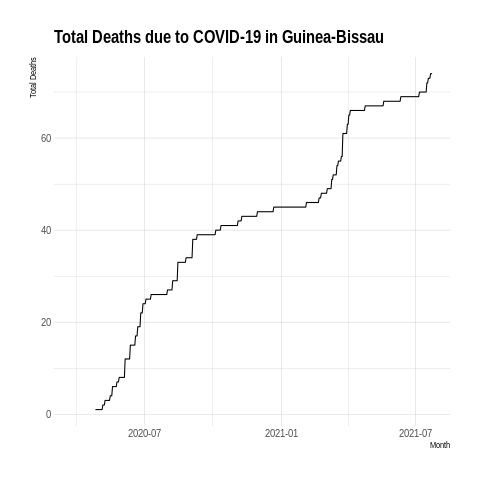 Total Deaths due to COVID-19 in Guinea-Bissau
Total Deaths
60
40
20
0
2020-07
2021-01
2021-07
Month